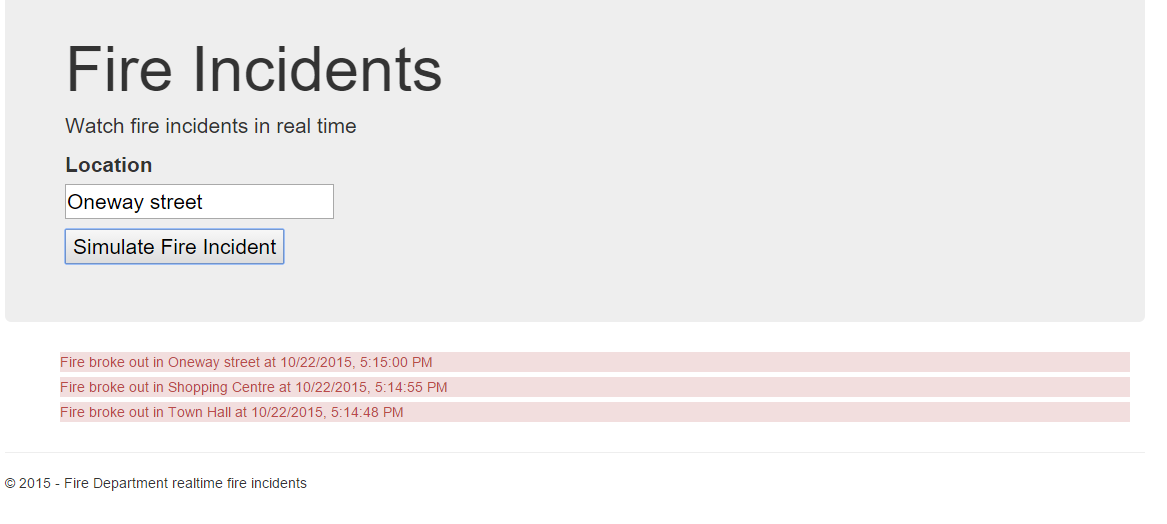 Fire Incidents
Watch fire incidents in real time
Location
Oneway street
Simulate Fire Incident
Fire broke out in Oneway street at 10/22/2015, 5:15:00 PM
Fire broke out in Shopping Centre at 10/22/2015, 5:14:55 PM
Fire broke out in Town Hall at 10/22/2015, 5:14:48 PM
© 2015 - Fire Department realtime fire incidents